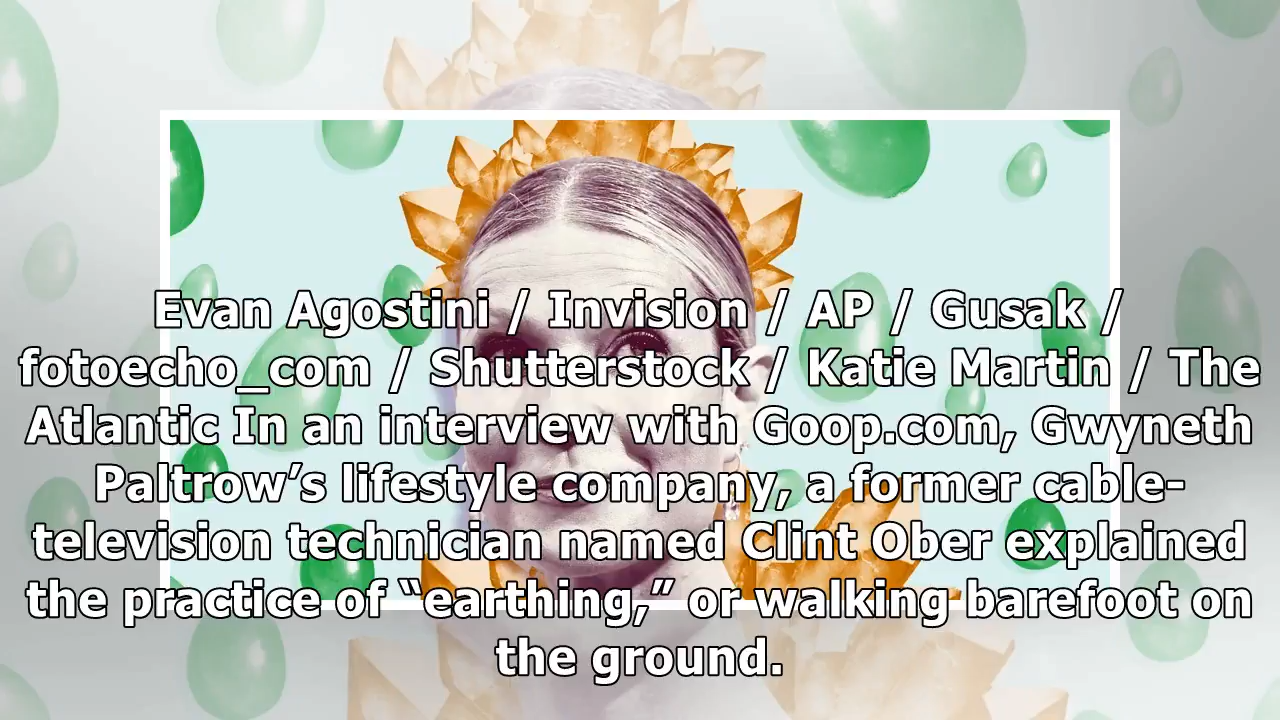 Evan Agostini / Invision / AP / Gusak /
fotoecho_com / Shutterstock / Katie Martin / The
Atlantic In an interview with Goop.com, Gwyneth
Paltrow’s lifestyle company, a former cable-
television technician named Clint Ober explained
the practice of “earthing,” or walking barefoot on
the ground.